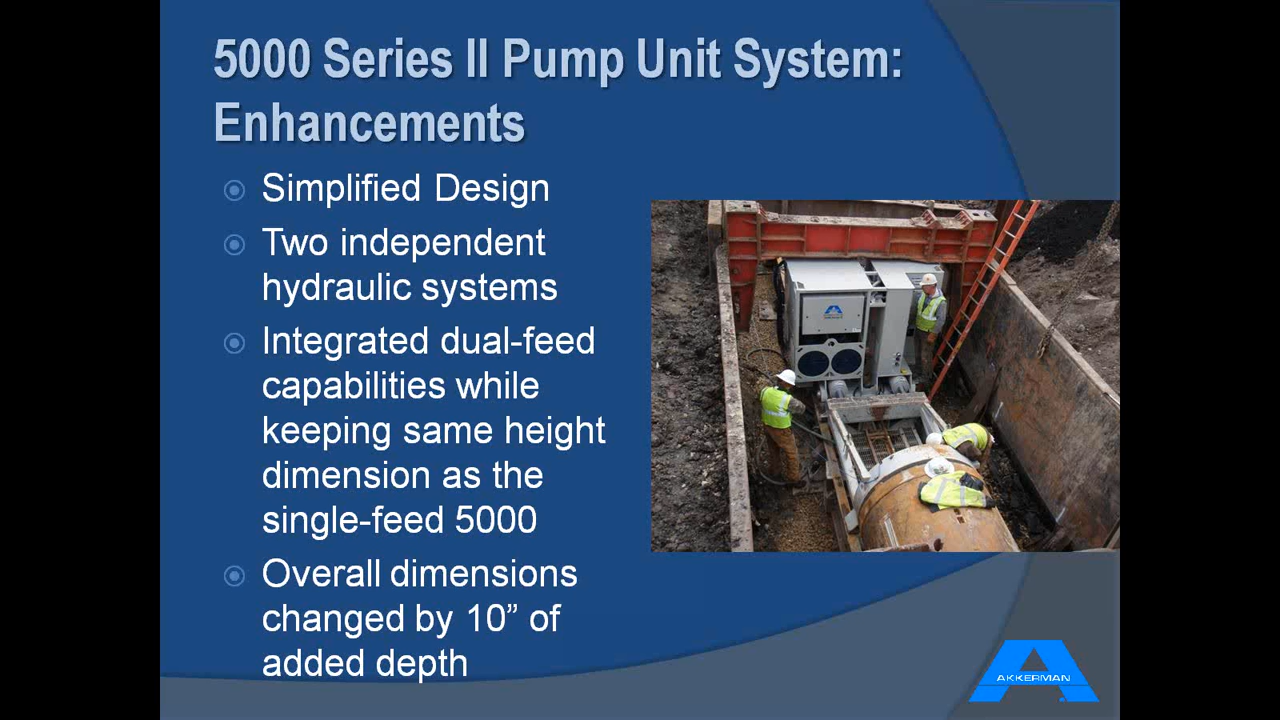 5000 Series II Pump Unit System:
Enhancements
Simplified Design
Two independent
hydraulic systems
Integrated dual-feed
capabilities while
keeping same height
dimension as the
single-feed 5000
Overall dimensions
changed by 10” of
added depth
AKKERMAN